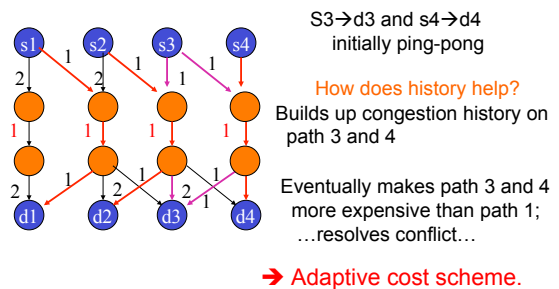 S3➔d3 and s4➔d4
initially ping-pong
s1 s2 s3 s4
1 1 1 1
2 2
How does history help?
Builds up congestion history on
path 3 and 4
1 1 1 1
Eventually makes path 3 and 4
more expensive than path 1;
…resolves conflict…
1 1 1
2 2 2 1 1
d1 d2 d3 d4
➔ Adaptive cost scheme.